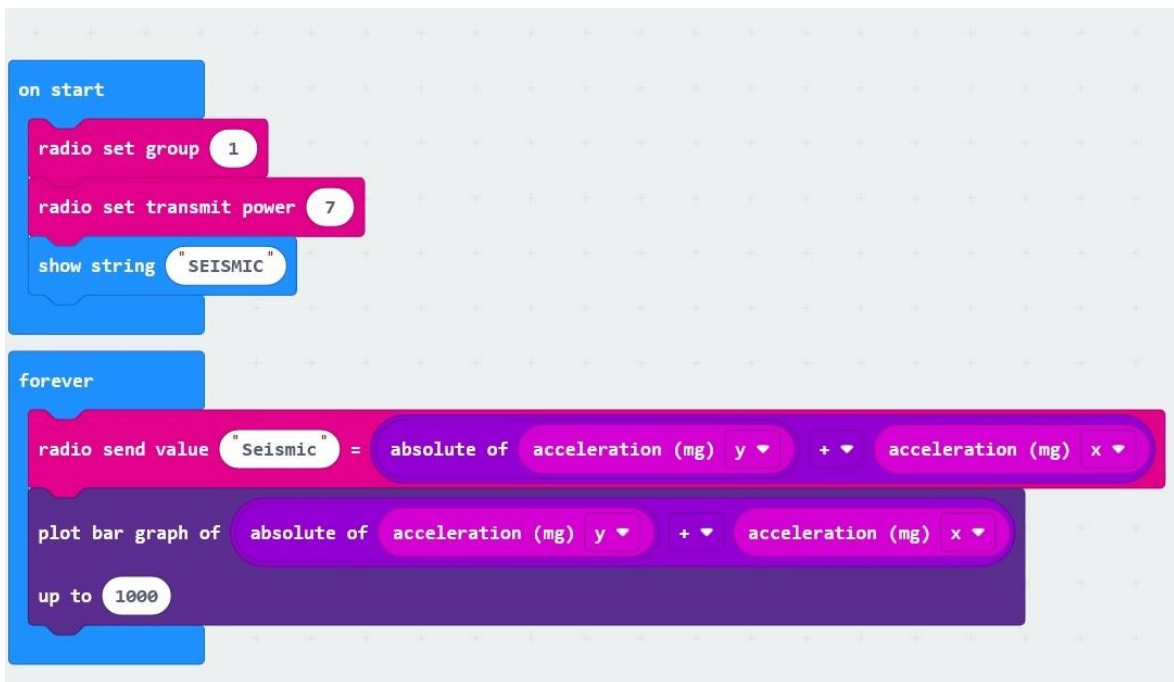 on start
radio set group 1
radio set transmit power 7
show string "SEISMIC"
forever
radio send value "Seismic" = absolute of acceleration (mg) y + acceleration (mg) x
plot bar graph of absolute of acceleration (mg) y + acceleration (mg) x
up to 1000